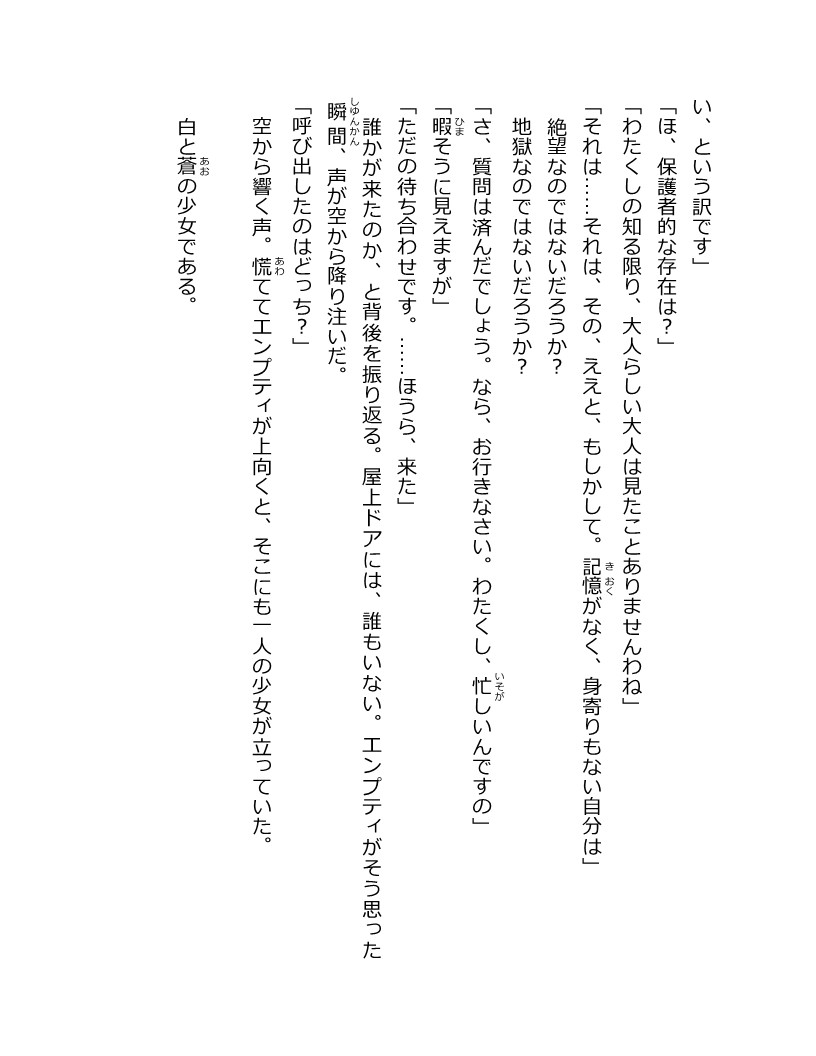 い、という訳です」
「ほ、保護者的な存在は？」
「わたくしの知る限り、大人らしい大人は見たことありませんわね」
「それは……それは、その、ええと、もしかして。記憶がなく、身寄りもない自分は」
絶望なのではないだろうか？
地獄なのではないだろうか？
「さ、質問は済んだでしょう。なら、お行きなさい。わたくし、忙しいんですの」
「暇そうに見えますが」
「ただの待ち合わせです。……ほうら、来た」
誰かが来たのか、と背後を振り返る。屋上ドアには、誰もいない。エンプティがそう思った
瞬間、声が空から降り注いだ。
「呼び出したのはどっち？」
空から響く声。慌ててエンプティが上向くと、そこにも一人の少女が立っていた。
白と蒼の少女である。